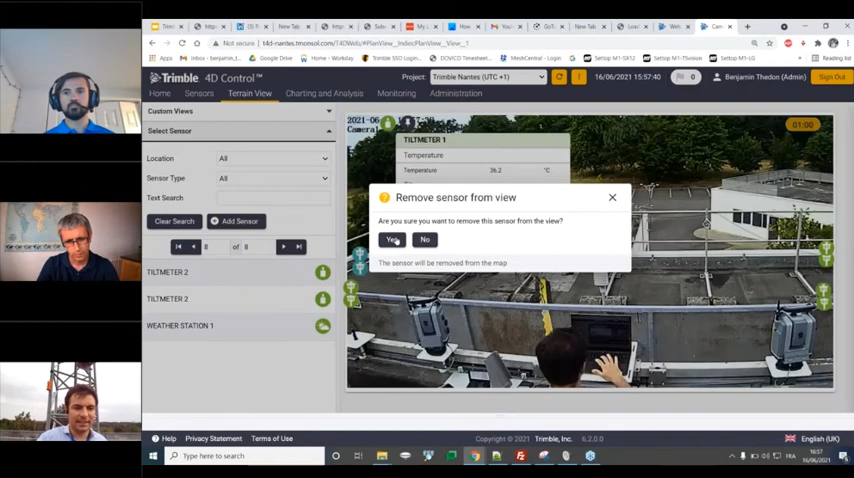 Not secure
t4d-nantes.tmonsol.com/T4DWeb/#PlanView_IndexPlanView_View_1
Apps
Inbox - benjamin_t
Google Drive
Home - Workday
Trimble SSO Login...
DOVICO Timesheet...
MeshCentral - Login
Settop M1-SX12
Settop M1-TSvision
Settop M1-LG
Reading list
Trimble. 4D Control™
Project: Trimble Nantes (UTC +1)
16/06/2021 15:57:40
0
Benjamin Thedon (Admin)
Sign Out
Home Sensors Terrain View Charting and Analysis Monitoring Administration
Custom Views
Select Sensor
Location All
Sensor Type All
Text Search
Clear Search
Add Sensor
8 of 8
TILTMETER 2
TILTMETER 2
WEATHER STATION 1
01:00
TILTMETER 1
Temperature
Temperature 36.2 °C
Remove sensor from view
Are you sure you want to remove this sensor from the view?
Yes No
The sensor will be removed from the map
Help Privacy Statement Terms of Use
Copyright © 2021 Trimble, Inc. 6.2.0.0
English (UK)
Type here to search
FRA
16:57
16/06/2021